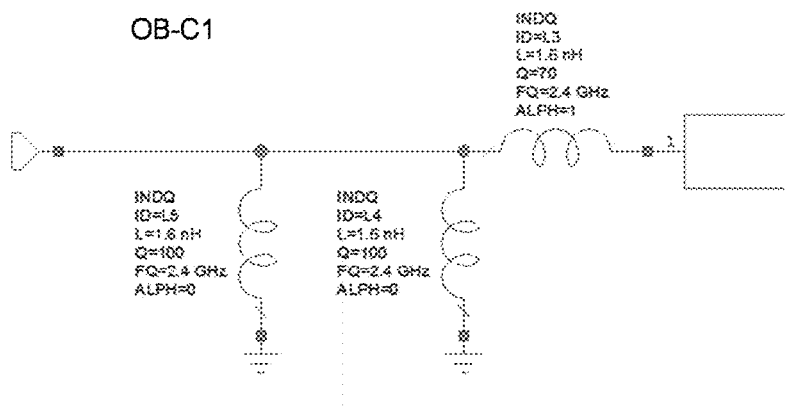 OB-C1
INDQ
ID=L3
L=1.6 nH
Q=70
FQ=2.4 GHz
ALPH=1
1
INDQ
ID=L5
L=1.6 nH
Q=100
FQ=2.4 GHz
ALPH=0
INDQ
ID=L4
L=1.6 nH
Q=100
FQ=2.4 GHz
ALPH=0